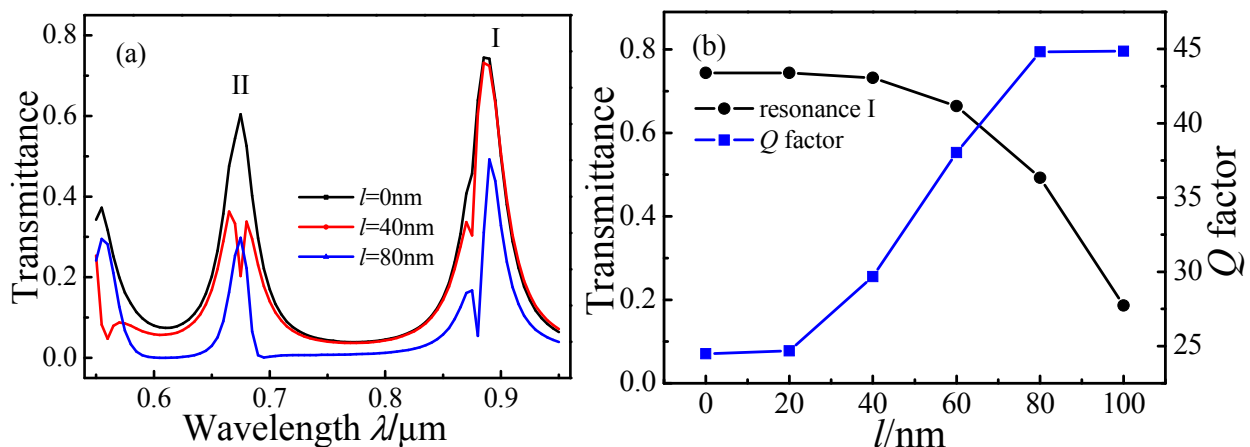 (a)
I
II
l=0nm
l=40nm
l=80nm
Transmittance
0.8
0.6
0.4
0.2
0.0
0.6 0.7 0.8 0.9
Wavelength λ/μm
(b)
resonance I
Q factor
Transmittance
0.8
0.6
0.4
0.2
0.0
0 20 40 60 80 100
l/nm
45
40
35
30
25
Q factor